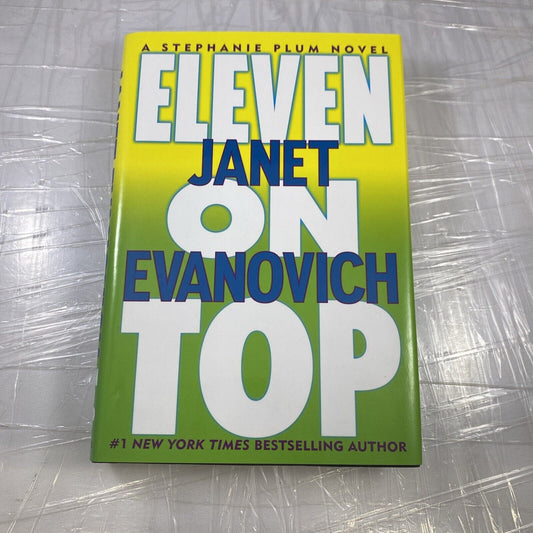 A STEPHANIE PLUM NOVEL
ELEVEN
JANET
ON
EVANOVICH
TOP
#1 NEW YORK TIMES BESTSELLING AUTHOR